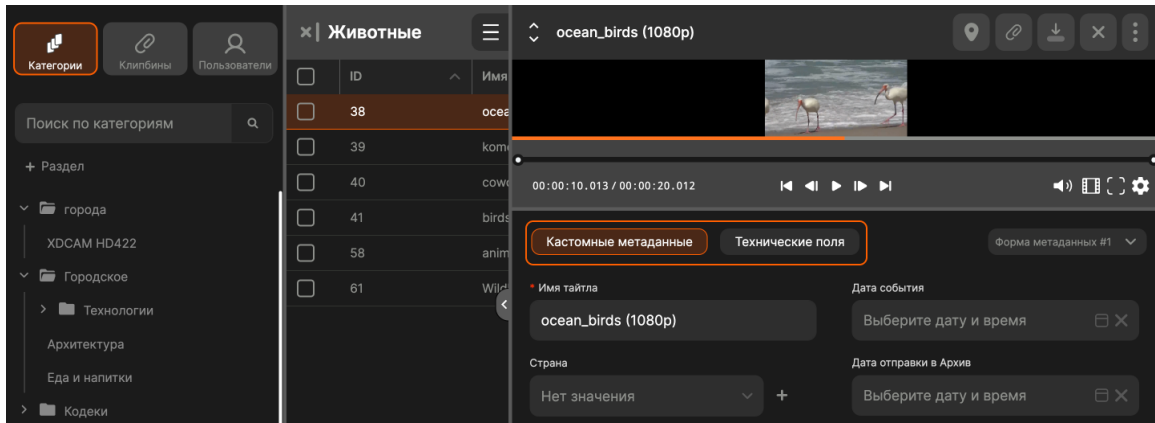 Категории
Клипбины
Пользователи
Поиск по категориям
+ Раздел
города
XDCAM HD422
Городское
Технологии
Архитектура
Еда и напитки
Кодеки
Животные
ID
Имя
38
ocea
39
kom
40
cow
41
birds
58
anim
61
Wild
ocean_birds (1080p)
00:00:10.013 / 00:00:20.012
Кастомные метаданные
Технические поля
Форма метаданных #1
* Имя тайтла
ocean_birds (1080p)
Дата события
Выберите дату и время
Страна
Нет значения
Дата отправки в Архив
Выберите дату и время